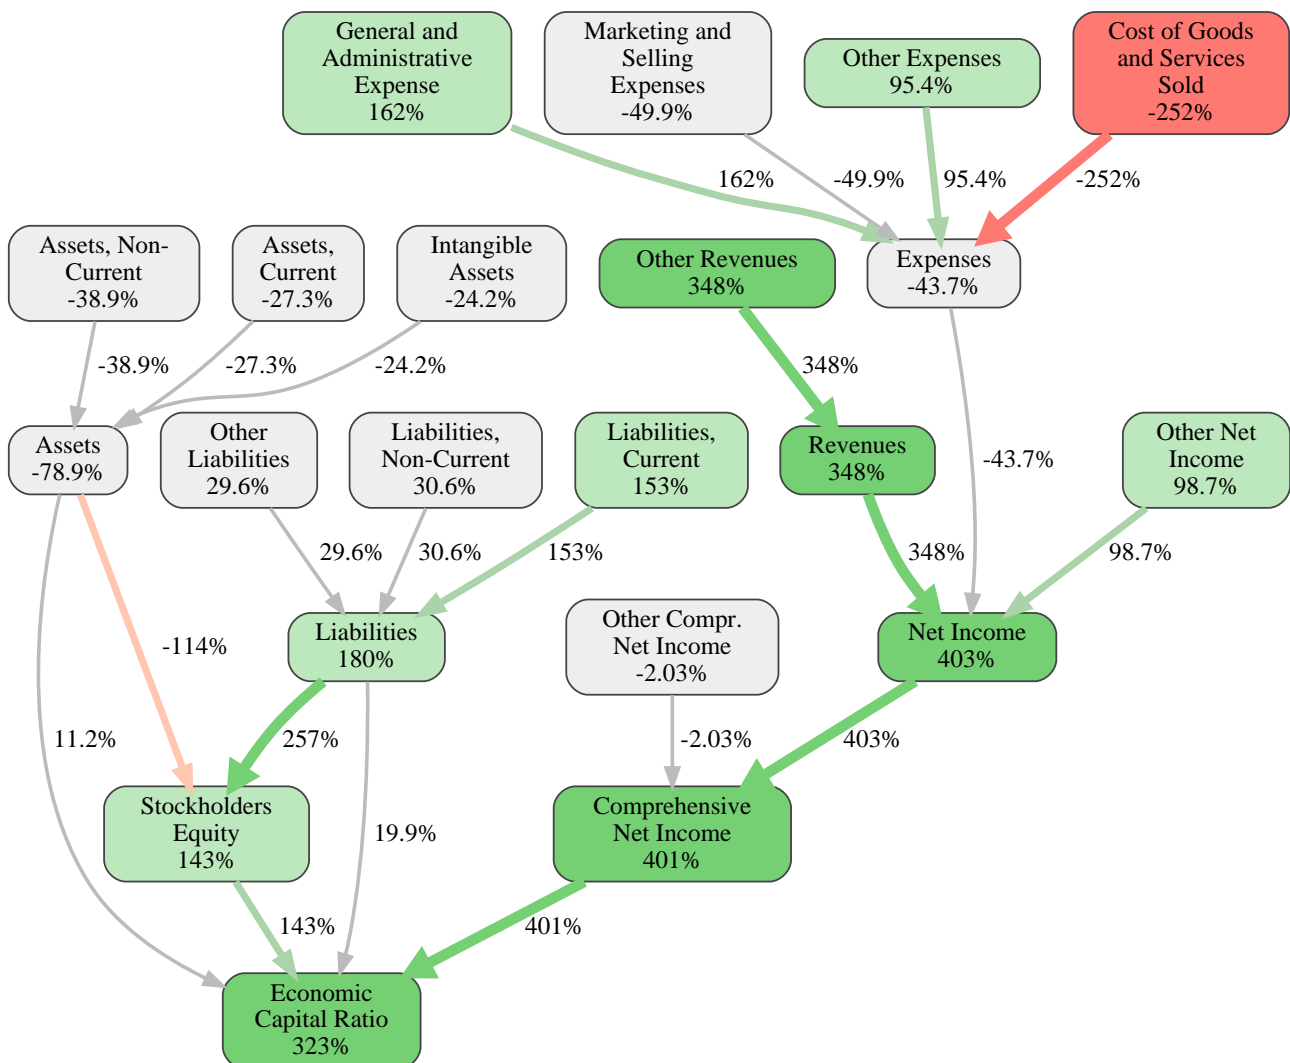 General and
Administrative
Expense
162%
Marketing and
Selling
Expenses
-49.9%
Other Expenses
95.4%
Cost of Goods
and Services
Sold
-252%
162%
-49.9%
95.4%
-252%
Assets, Non-
Current
-38.9%
Assets,
Current
-27.3%
Intangible
Assets
-24.2%
Other Revenues
348%
Expenses
-43.7%
-38.9%
-27.3%
-24.2%
348%
Assets
-78.9%
Other
Liabilities
29.6%
Liabilities,
Non-Current
30.6%
Liabilities,
Current
153%
Revenues
348%
-43.7%
Other Net
Income
98.7%
29.6%
30.6%
153%
348%
98.7%
Liabilities
180%
Other Compr.
Net Income
-2.03%
Net Income
403%
-114%
11.2%
257%
-2.03%
403%
Stockholders
Equity
143%
19.9%
Comprehensive
Net Income
401%
143%
401%
Economic
Capital Ratio
323%